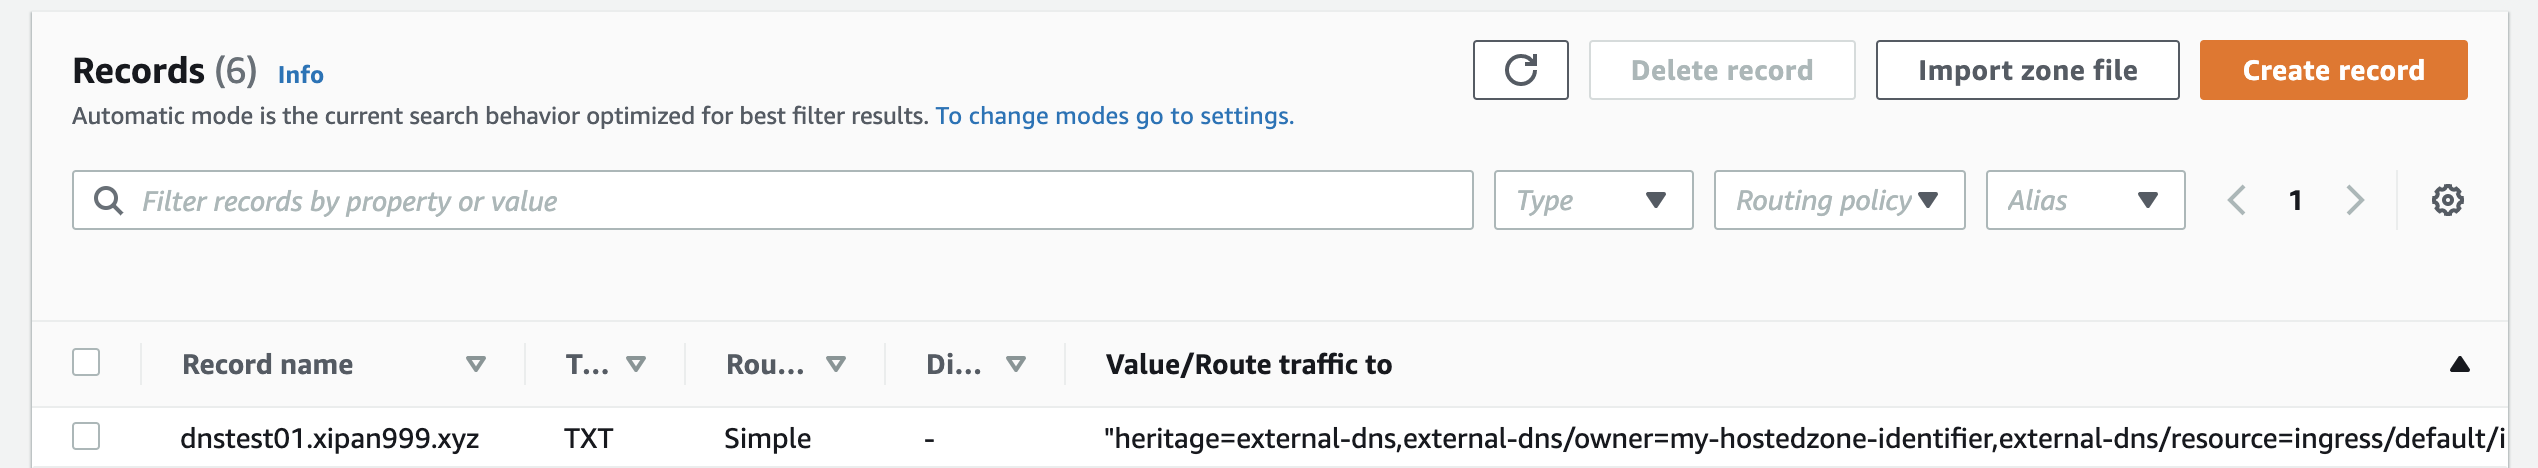 Records (6) Info
Delete record
Import zone file
Create record
Automatic mode is the current search behavior optimized for best filter results. To change modes go to settings.
Filter records by property or value
Type
Routing policy
Alias
1
Record name
T...
Rou...
Di...
Value/Route traffic to
dnstest01.xipan999.xyz
TXT
Simple
-
"heritage=external-dns,external-dns/owner=my-hostedzone-identifier,external-dns/resource=ingress/default/i